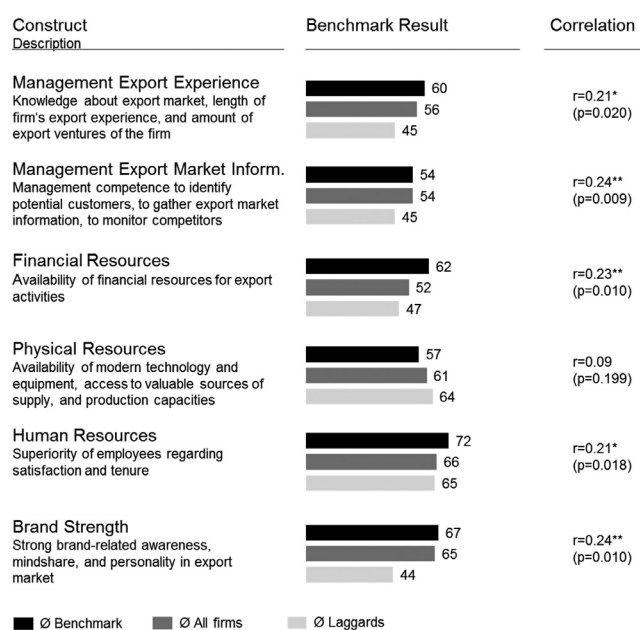 Construct
Description
Benchmark Result
Correlation
Management Export Experience
Knowledge about export market, length of
firm's export experience, and amount of
export ventures of the firm
60
56
45
r=0.21*
(p=0.020)
Management Export Market Inform.
Management competence to identify
potential customers, to gather export market
information, to monitor competitors
54
54
45
r=0.24**
(p=0.009)
Financial Resources
Availability of financial resources for export
activities
62
52
47
r=0.23**
(p=0.010)
Physical Resources
Availability of modern technology and
equipment, access to valuable sources of
supply, and production capacities
57
61
64
r=0.09
(p=0.199)
Human Resources
Superiority of employees regarding
satisfaction and tenure
72
66
65
r=0.21*
(p=0.018)
Brand Strength
Strong brand-related awareness,
mindshare, and personality in export
market
67
65
44
r=0.24**
(p=0.010)
Ø Benchmark
Ø All firms
Ø Laggards